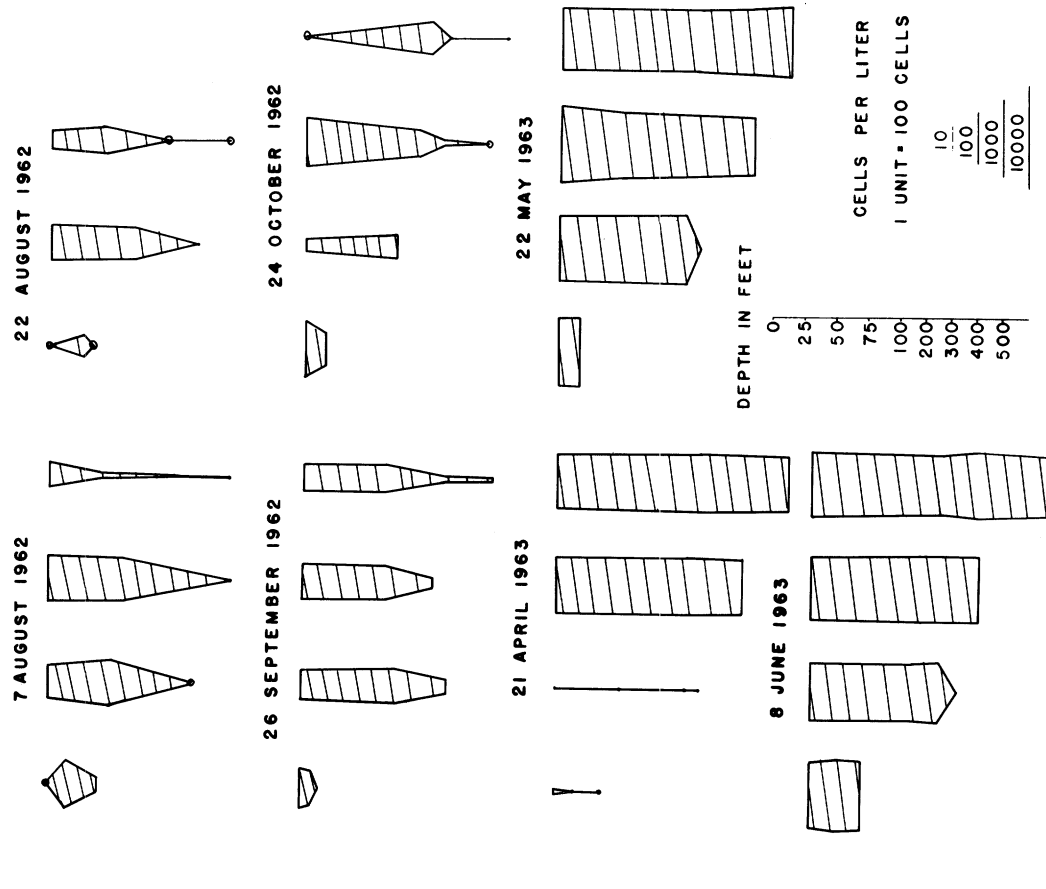 7 AUGUST 1962
22 AUGUST 1962
26 SEPTEMBER 1962
24 OCTOBER 1962
21 APRIL 1963
22 MAY 1963
8 JUNE 1963
DEPTH IN FEET
0
25
50
75
100
200
300
400
500
CELLS PER LITER
1 UNIT = 100 CELLS
10
100
1000
10000